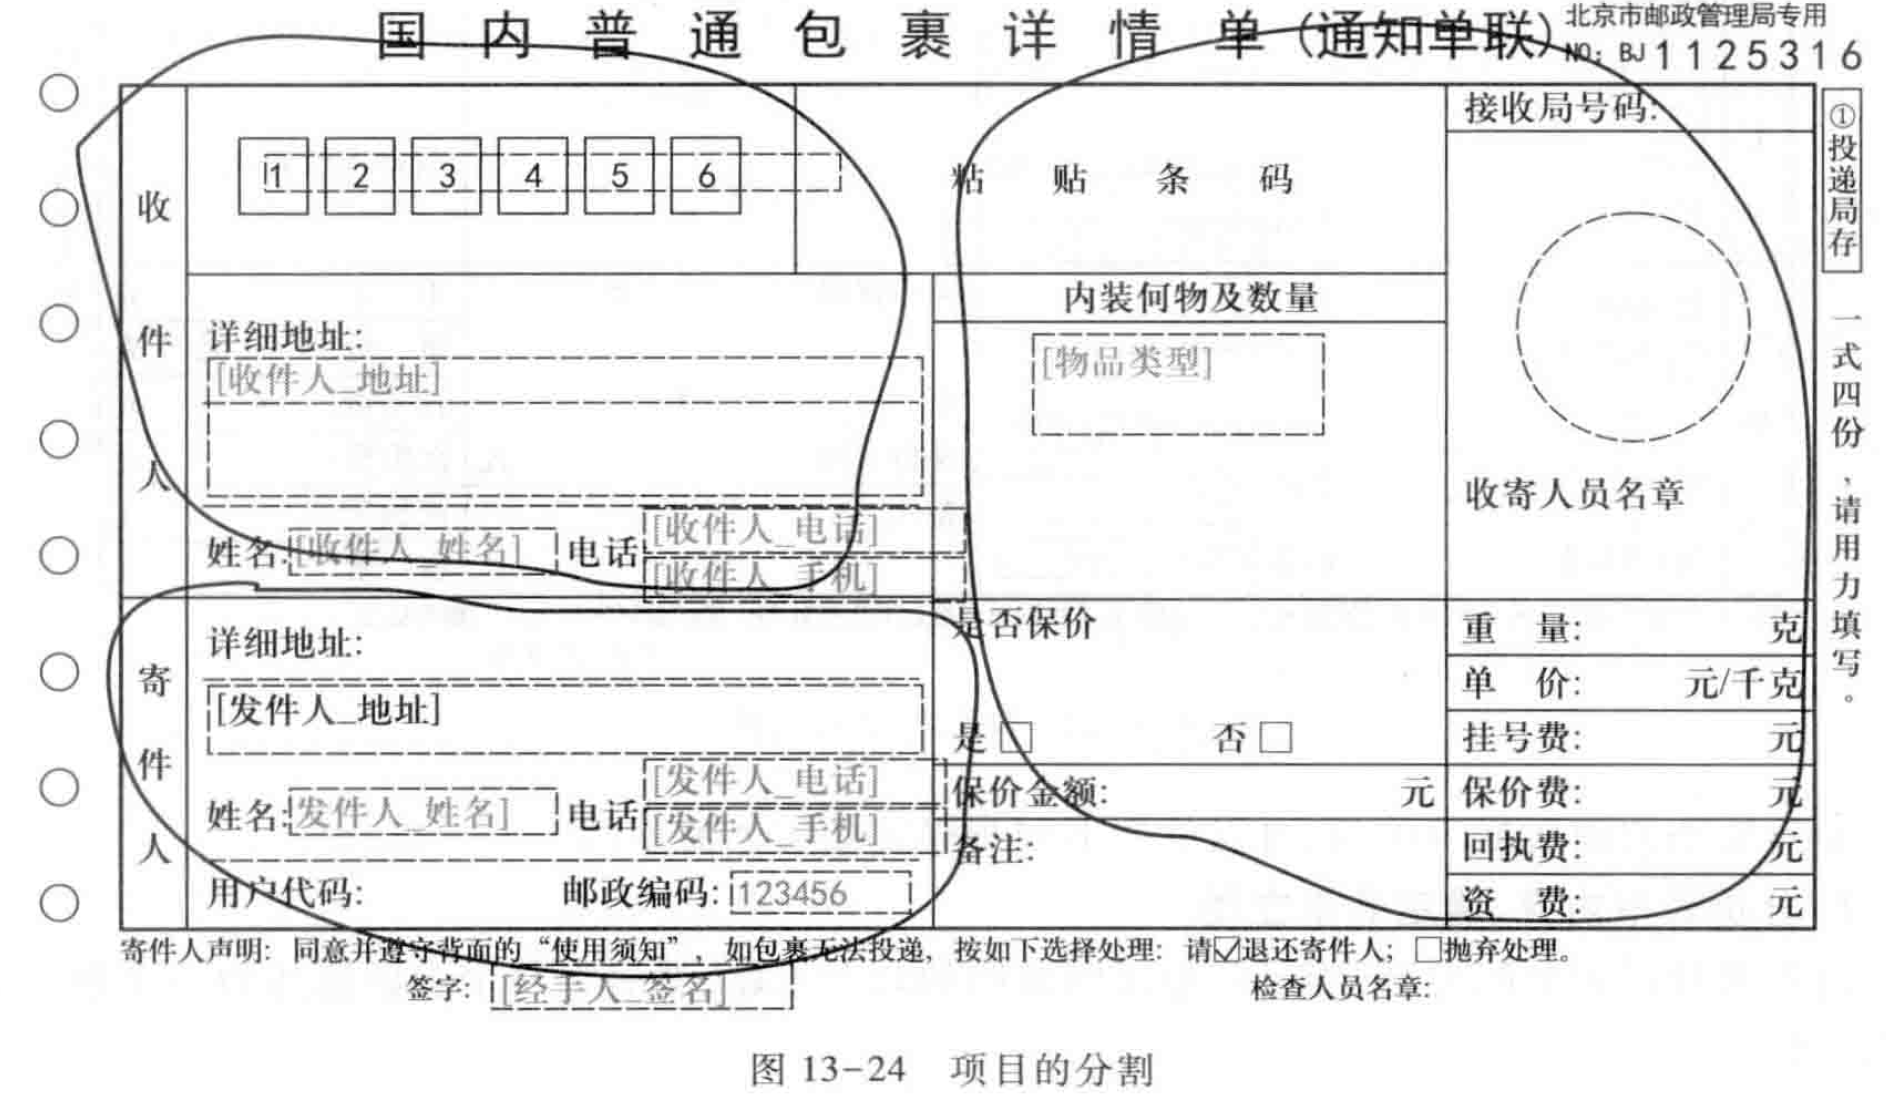 国内普通包裹详情单(通知单联)
北京市邮政管理局专用
NO: BJ 1125316
收件人
1 2 3 4 5 6
粘贴条码
接收局号码:
①投递局存
一式四份,请用力填写。
详细地址:
[收件人_地址]
内装何物及数量
[物品类型]
收寄人员名章
姓名:[收件人_姓名] 电话 [收件人_电话]
[收件人_手机]
寄件人
详细地址:
[发件人_地址]
姓名:[发件人_姓名] 电话 [发件人_电话]
[发件人_手机]
用户代码: 邮政编码:123456
是否保价
是□ 否□
保价金额: 元
备注:
重 量: 克
单 价: 元/千克
挂号费: 元
保价费: 元
回执费: 元
资 费: 元
寄件人声明:同意并遵守背面的“使用须知”,如包裹无法投递,按如下选择处理:请☑退还寄件人;□抛弃处理。
签字:[经手人_签名] 检查人员名章:
图 13-24 项目的分割